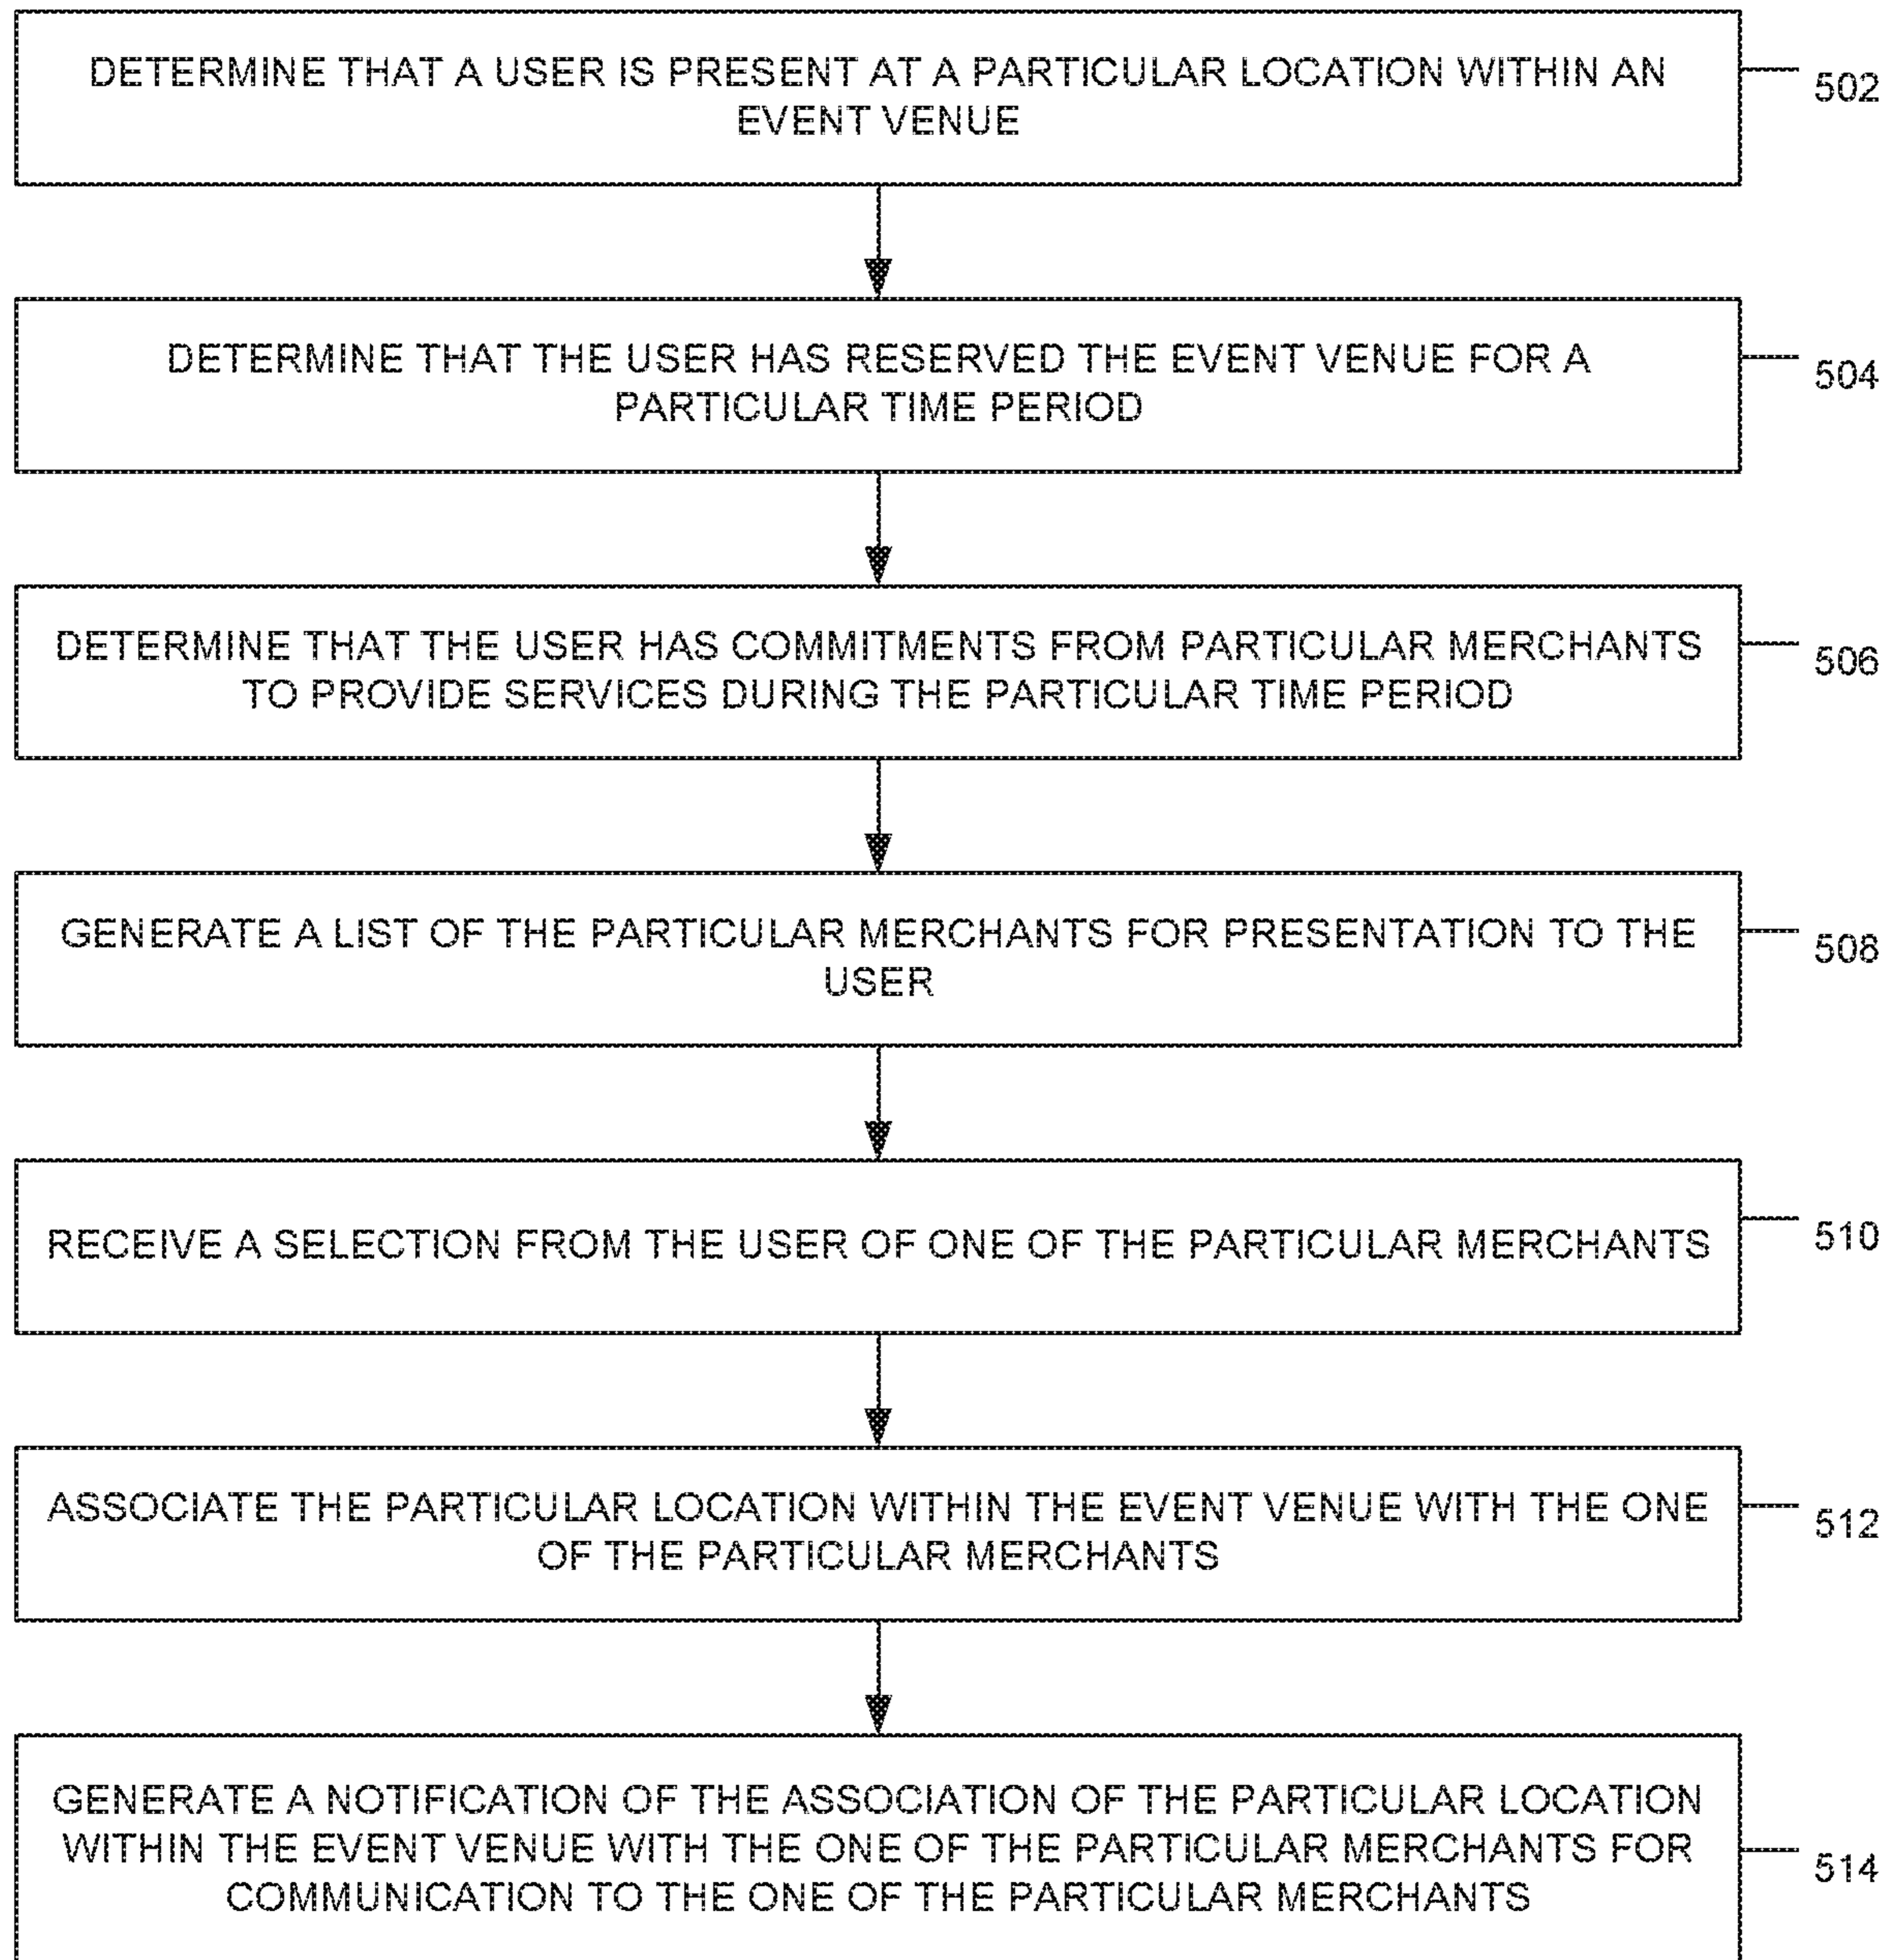 DETERMINE THAT A USER IS PRESENT AT A PARTICULAR LOCATION WITHIN AN
EVENT VENUE
502
DETERMINE THAT THE USER HAS RESERVED THE EVENT VENUE FOR A
PARTICULAR TIME PERIOD
504
DETERMINE THAT THE USER HAS COMMITMENTS FROM PARTICULAR MERCHANTS
TO PROVIDE SERVICES DURING THE PARTICULAR TIME PERIOD
506
GENERATE A LIST OF THE PARTICULAR MERCHANTS FOR PRESENTATION TO THE
USER
508
RECEIVE A SELECTION FROM THE USER OF ONE OF THE PARTICULAR MERCHANTS
510
ASSOCIATE THE PARTICULAR LOCATION WITHIN THE EVENT VENUE WITH THE ONE
OF THE PARTICULAR MERCHANTS
512
GENERATE A NOTIFICATION OF THE ASSOCIATION OF THE PARTICULAR LOCATION
WITHIN THE EVENT VENUE WITH THE ONE OF THE PARTICULAR MERCHANTS FOR
COMMUNICATION TO THE ONE OF THE PARTICULAR MERCHANTS
514